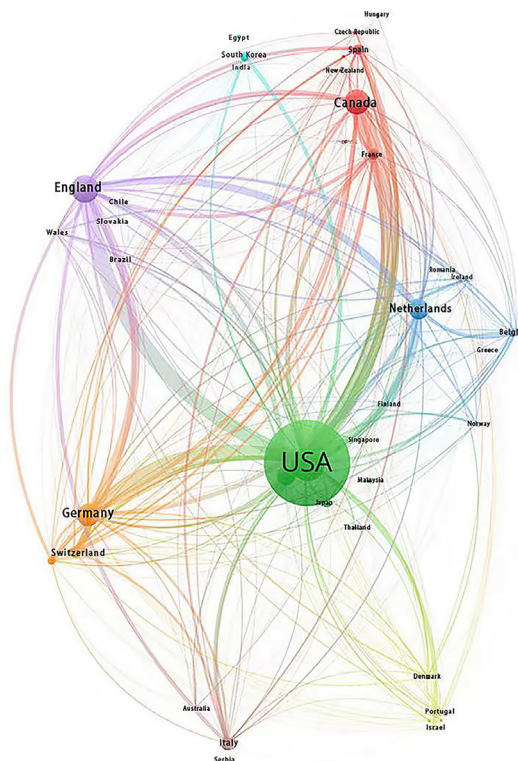 Hungary
Egypt
Czech Republic
South Korea
Spain
India
New Zealand
Canada
France
England
Chile
Slovakia
Wales
Brazil
Romania
Ireland
Netherlands
Belgi
Greece
Finland
Norway
Singapore
USA
Malaysia
Japan
Germany
Thailand
Switzerland
Denmark
Australia
Portugal
Israel
Italy
Serbia